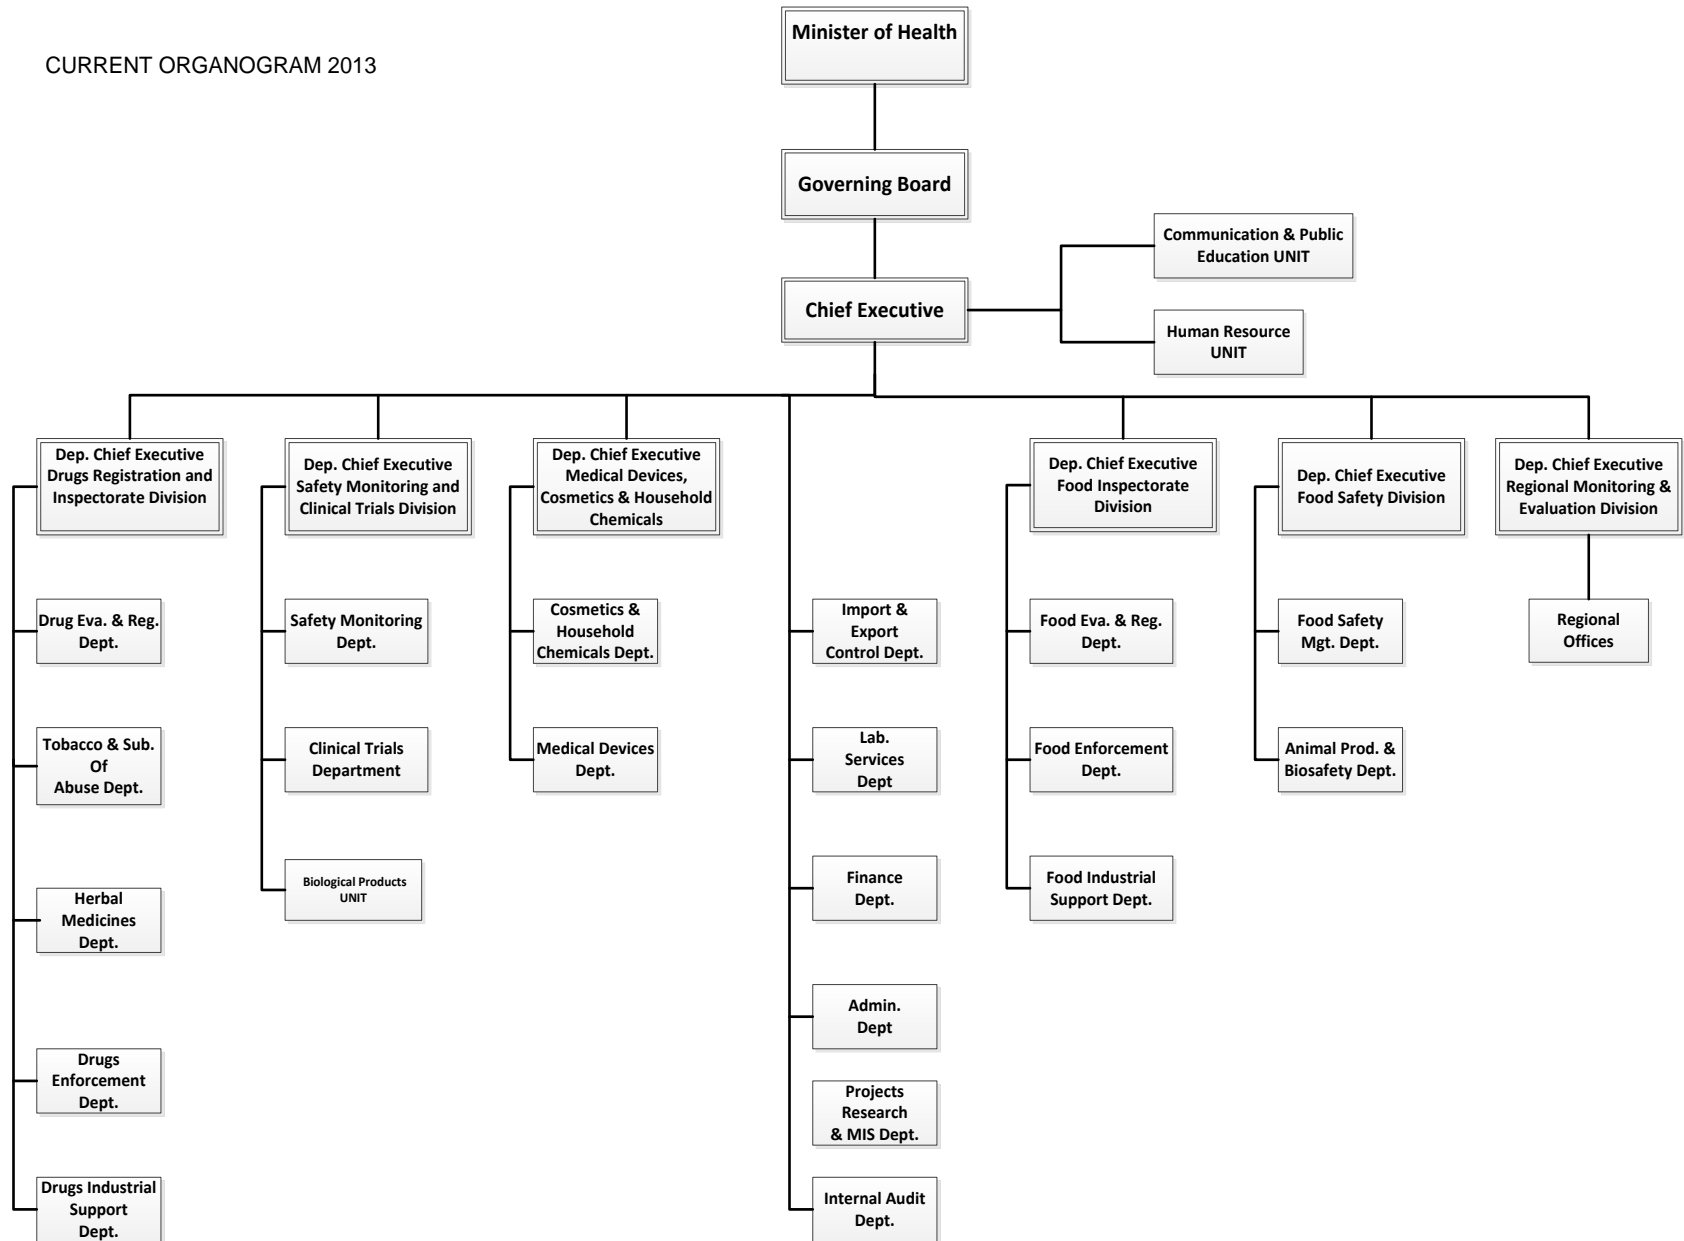 CURRENT ORGANOGRAM 2013
Minister of Health
Governing Board
Chief Executive
Communication & Public
Education UNIT
Human Resource
UNIT
Dep. Chief Executive
Drugs Registration and
Inspectorate Division
Dep. Chief Executive
Safety Monitoring and
Clinical Trials Division
Dep. Chief Executive
Medical Devices,
Cosmetics & Household
Chemicals
Dep. Chief Executive
Food Inspectorate
Division
Dep. Chief Executive
Food Safety Division
Dep. Chief Executive
Regional Monitoring &
Evaluation Division
Drug Eva. & Reg.
Dept.
Safety Monitoring
Dept.
Cosmetics &
Household
Chemicals Dept.
Import &
Export
Control Dept.
Food Eva. & Reg.
Dept.
Food Safety
Mgt. Dept.
Regional
Offices
Tobacco & Sub.
Of
Abuse Dept.
Clinical Trials
Department
Medical Devices
Dept.
Lab.
Services
Dept
Food Enforcement
Dept.
Animal Prod. &
Biosafety Dept.
Herbal
Medicines
Dept.
Biological Products
UNIT
Finance
Dept.
Food Industrial
Support Dept.
Drugs
Enforcement
Dept.
Admin.
Dept
Projects
Research
& MIS Dept.
Drugs Industrial
Support
Dept.
Internal Audit
Dept.